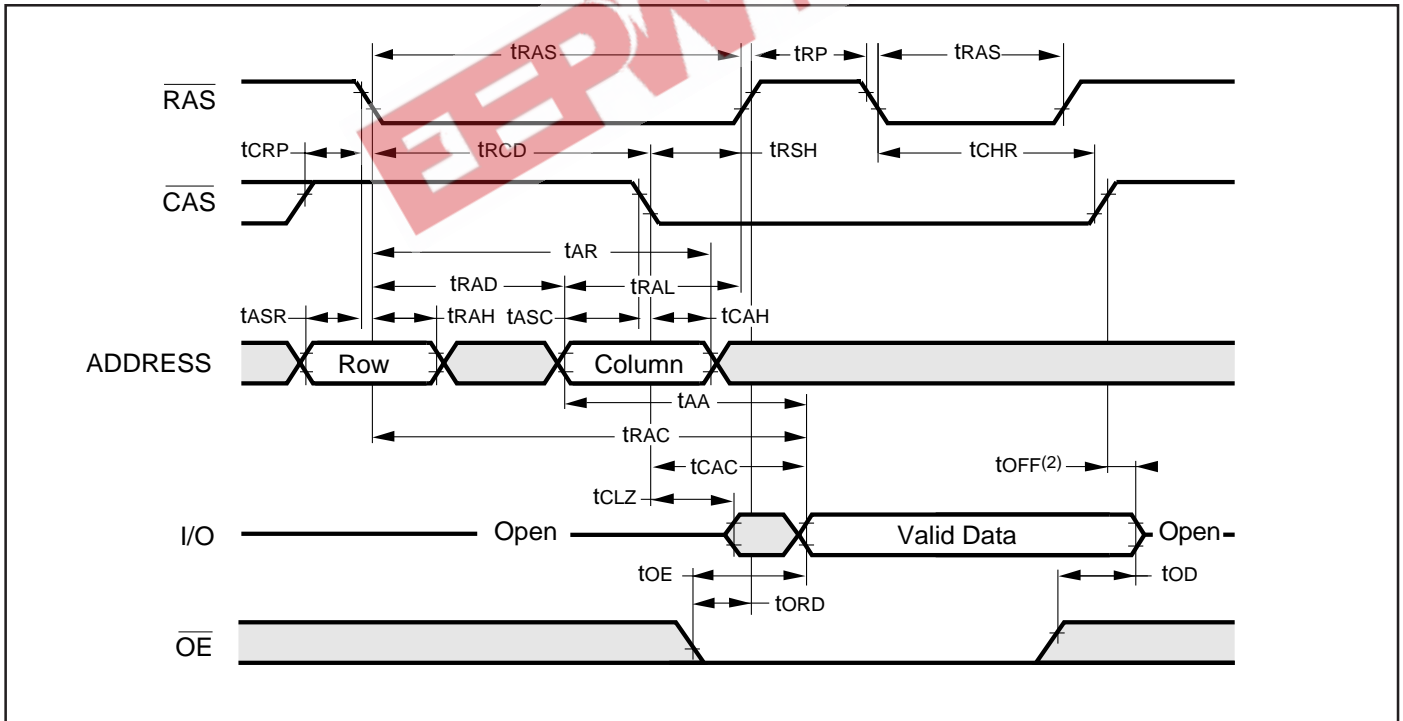 tRAS tRP tRAS
RAS
tCRP tRCD tRSH tCHR
CAS
tAR
tRAD tRAL
tASR tRAH tASC tCAH
ADDRESS Row Column
tAA
tRAC
tCAC tOFF(2)
tCLZ
I/O Open Valid Data Open
tOE tOD
tORD
OE
EEPW